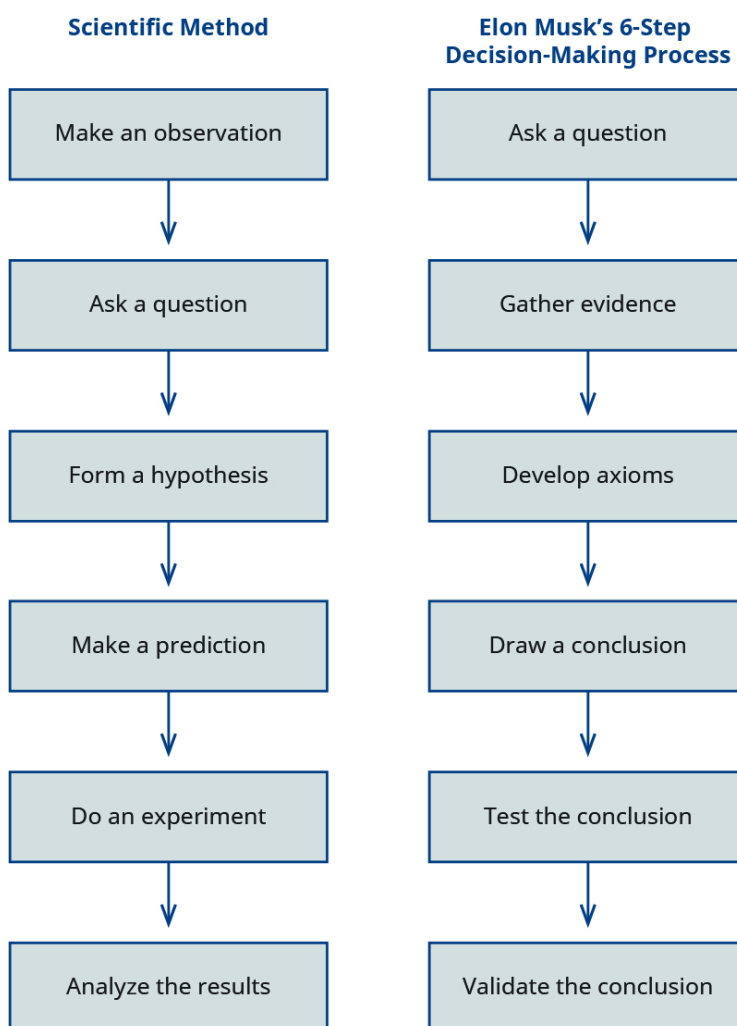 Scientific Method
Make an observation
Ask a question
Form a hypothesis
Make a prediction
Do an experiment
Analyze the results
Elon Musk’s 6-Step
Decision-Making Process
Ask a question
Gather evidence
Develop axioms
Draw a conclusion
Test the conclusion
Validate the conclusion